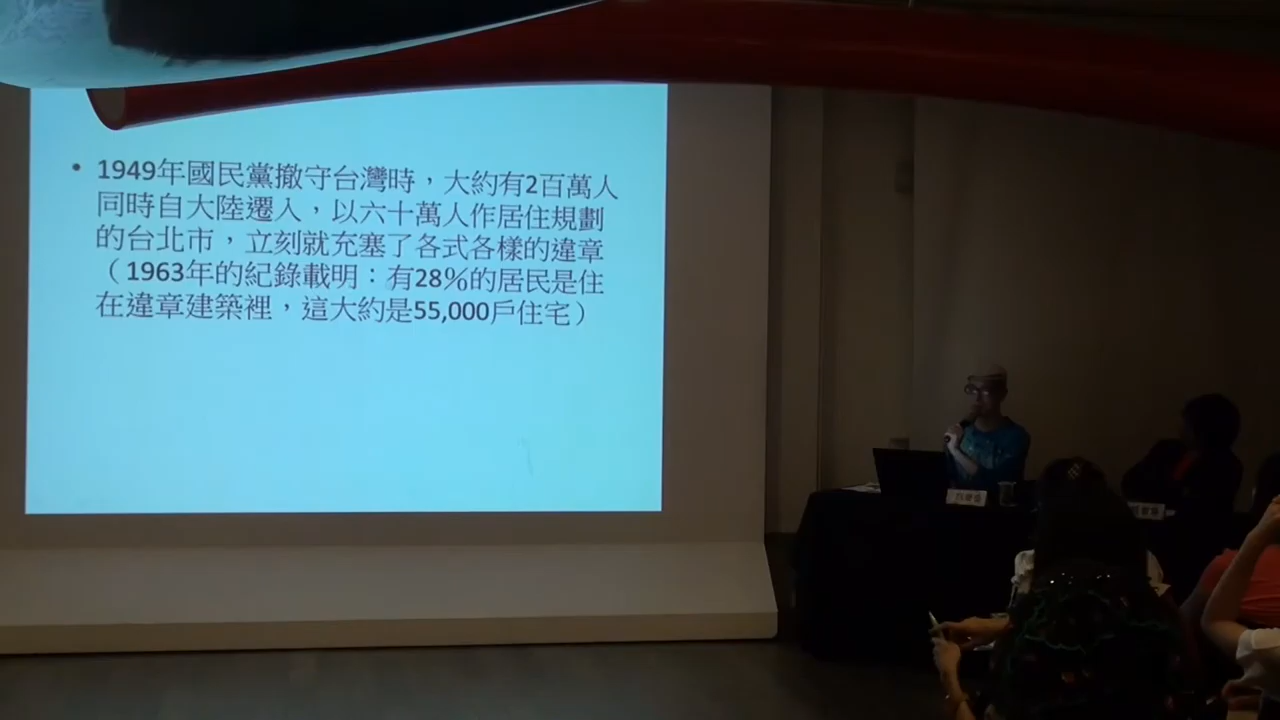 • 1949年國民黨撤守台灣時，大約有2百萬人
同時自大陸遷入，以六十萬人作居住規劃
的台北市，立刻就充塞了各式各樣的違章
（1963年的紀錄載明：有28%的居民是住
在違章建築裡，這大約是55,000戶住宅）